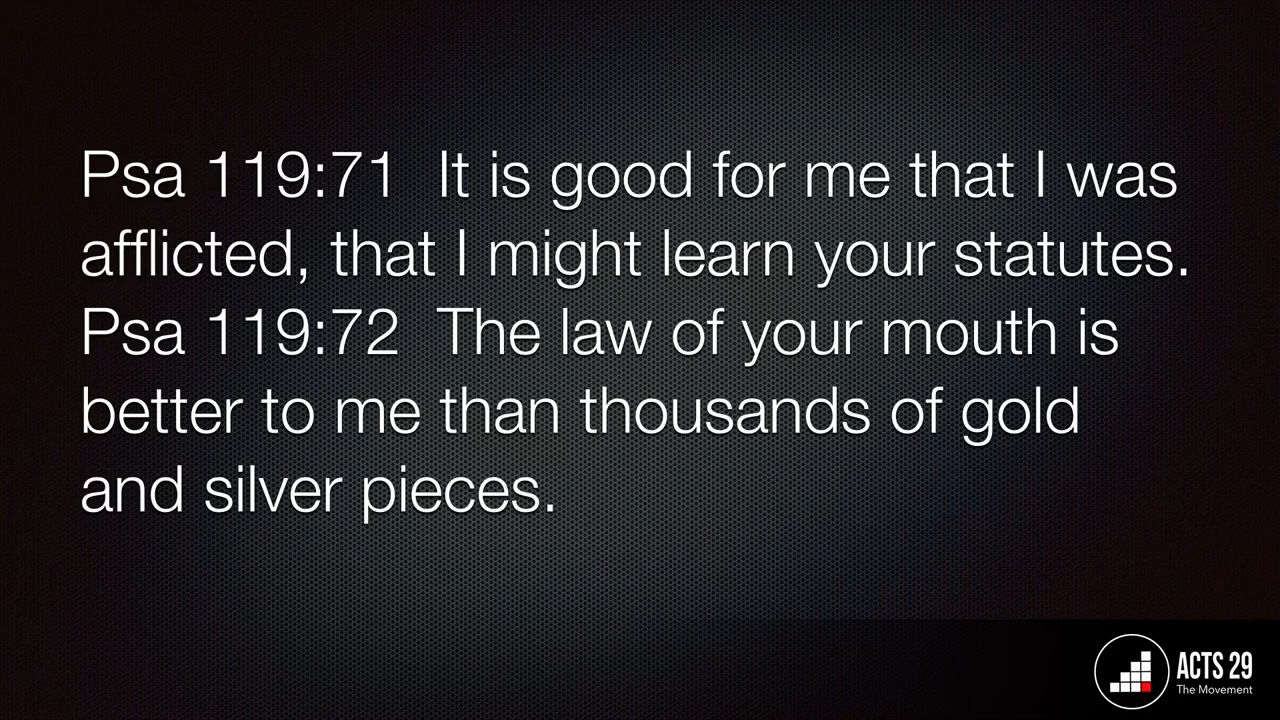 Psa 119:71  It is good for me that I was
afflicted, that I might learn your statutes.
Psa 119:72  The law of your mouth is
better to me than thousands of gold
and silver pieces.
ACTS 29
The Movement